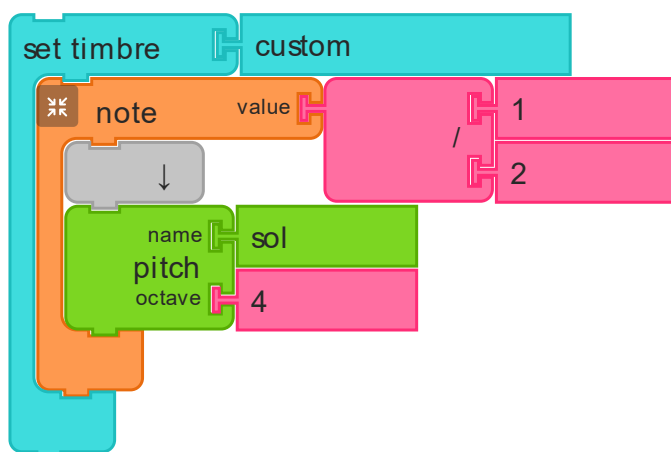 set timbre custom
note value 1
/
2
↓
name sol
pitch
octave 4